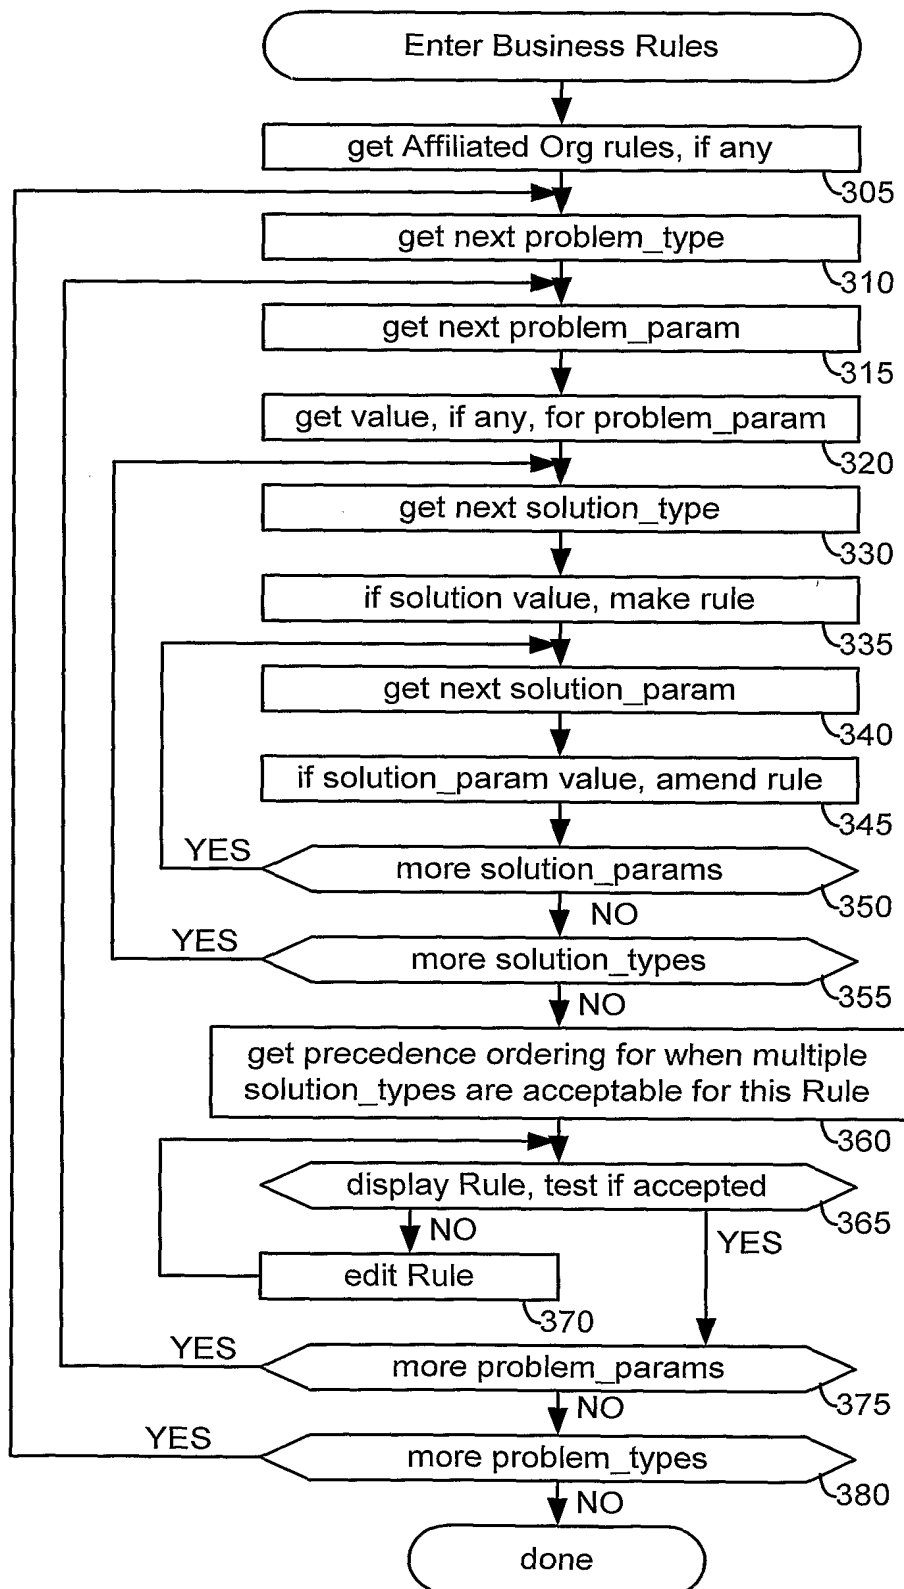 Enter Business Rules
get Affiliated Org rules, if any
305
get next problem_type
310
get next problem_param
315
get value, if any, for problem_param
320
get next solution_type
330
if solution value, make rule
335
get next solution_param
340
if solution_param value, amend rule
345
YES
more solution_params
350
NO
YES
more solution_types
355
NO
get precedence ordering for when multiple
solution_types are acceptable for this Rule
360
display Rule, test if accepted
365
NO
YES
edit Rule
370
YES
more problem_params
375
NO
YES
more problem_types
380
NO
done